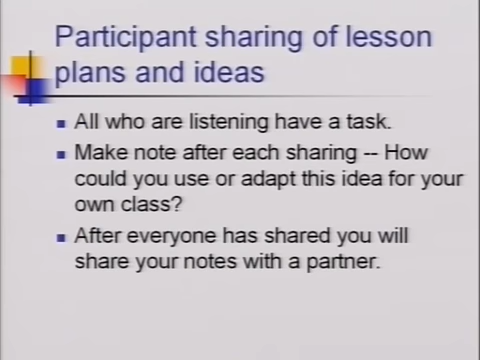 Participant sharing of lesson
plans and ideas
All who are listening have a task.
Make note after each sharing -- How
could you use or adapt this idea for your
own class?
After everyone has shared you will
share your notes with a partner.